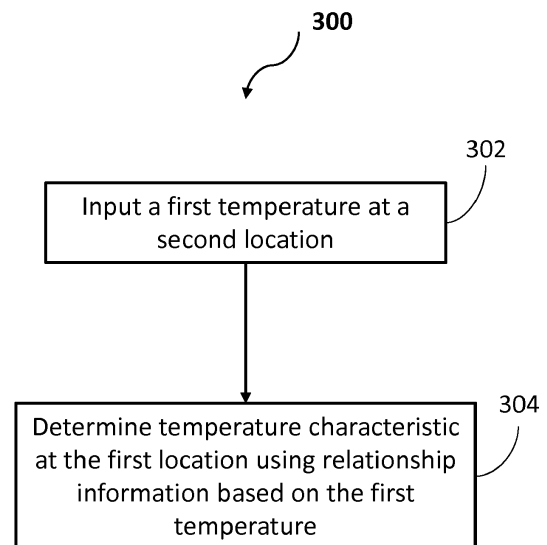 300
302
Input a first temperature at a
second location
304
Determine temperature characteristic
at the first location using relationship
information based on the first
temperature